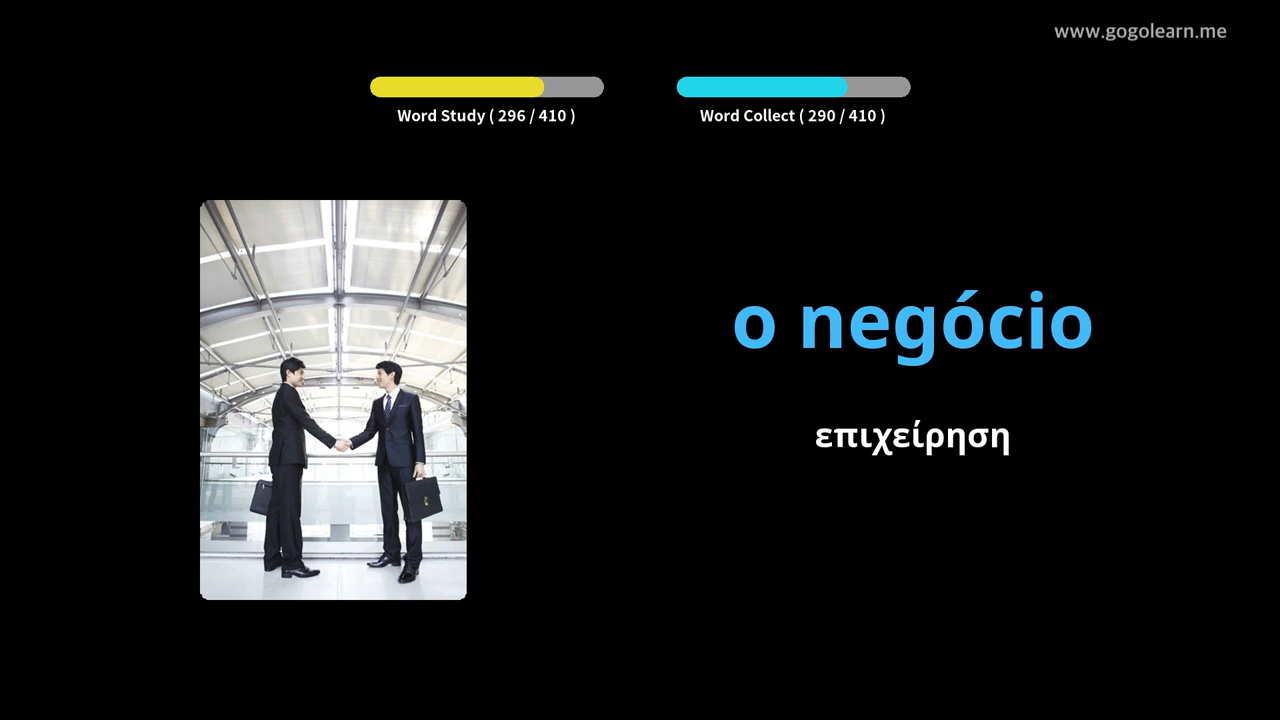 www.gogolearn.me
Word Study ( 296 / 410 )
Word Collect ( 290 / 410 )
o negócio
επιχείρηση